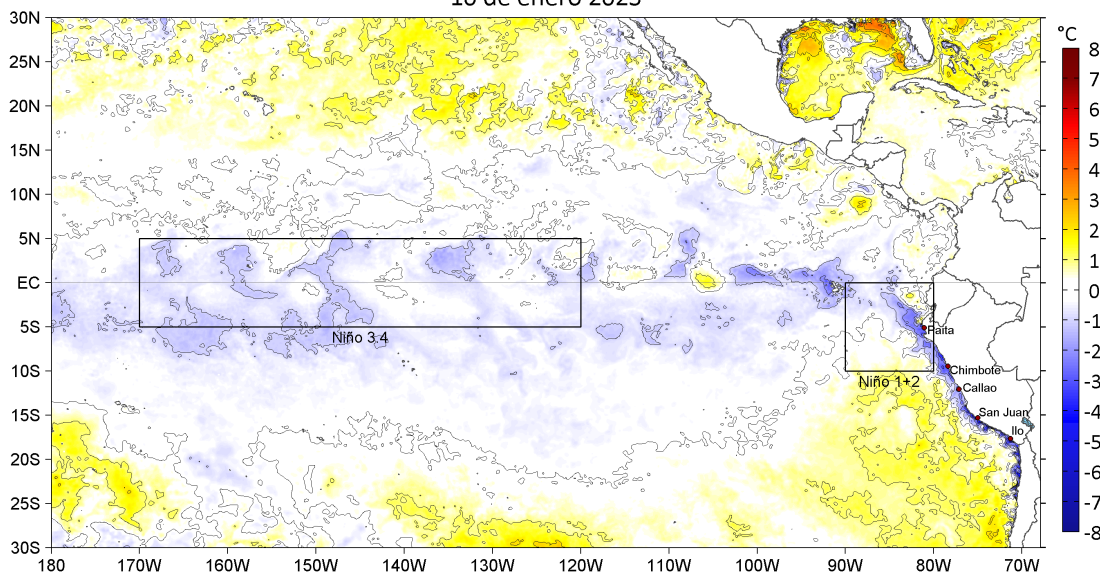 10 de enero 2023
30N
25N
20N
15N
10N
5N
EC
5S
10S
15S
20S
25S
30S
180
170W
160W
150W
140W
130W
120W
110W
100W
90W
80W
70W
Niño 3.4
Niño 1+2
Paita
Chimbote
Callao
San Juan
Ilo
°C
8
7
6
5
4
3
2
1
0
-1
-2
-3
-4
-5
-6
-7
-8